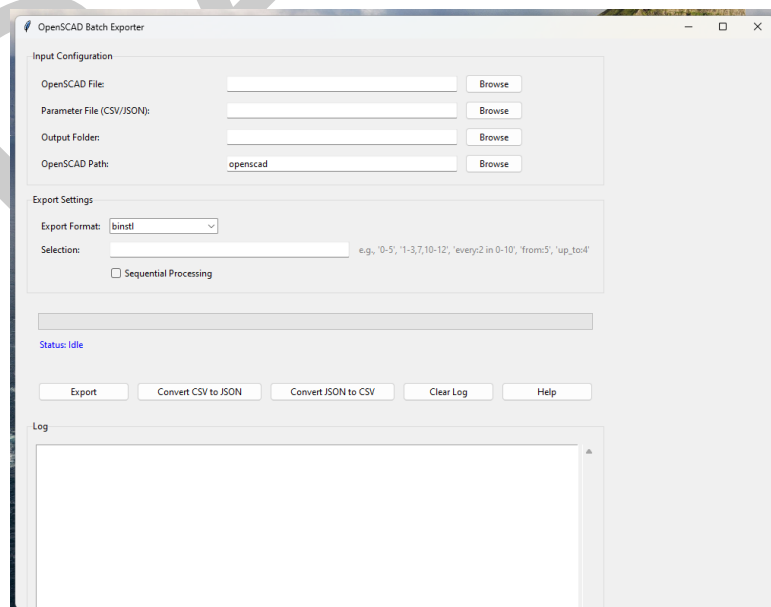 OpenSCAD Batch Exporter
Input Configuration
OpenSCAD File: Browse
Parameter File (CSV/JSON): Browse
Output Folder: Browse
OpenSCAD Path: openscad Browse
Export Settings
Export Format: binstl
Selection: e.g., '0-5', '1-3,7,10-12', 'every:2 in 0-10', 'from:5', 'up_to:4'
Sequential Processing
Status: Idle
Export Convert CSV to JSON Convert JSON to CSV Clear Log Help
Log